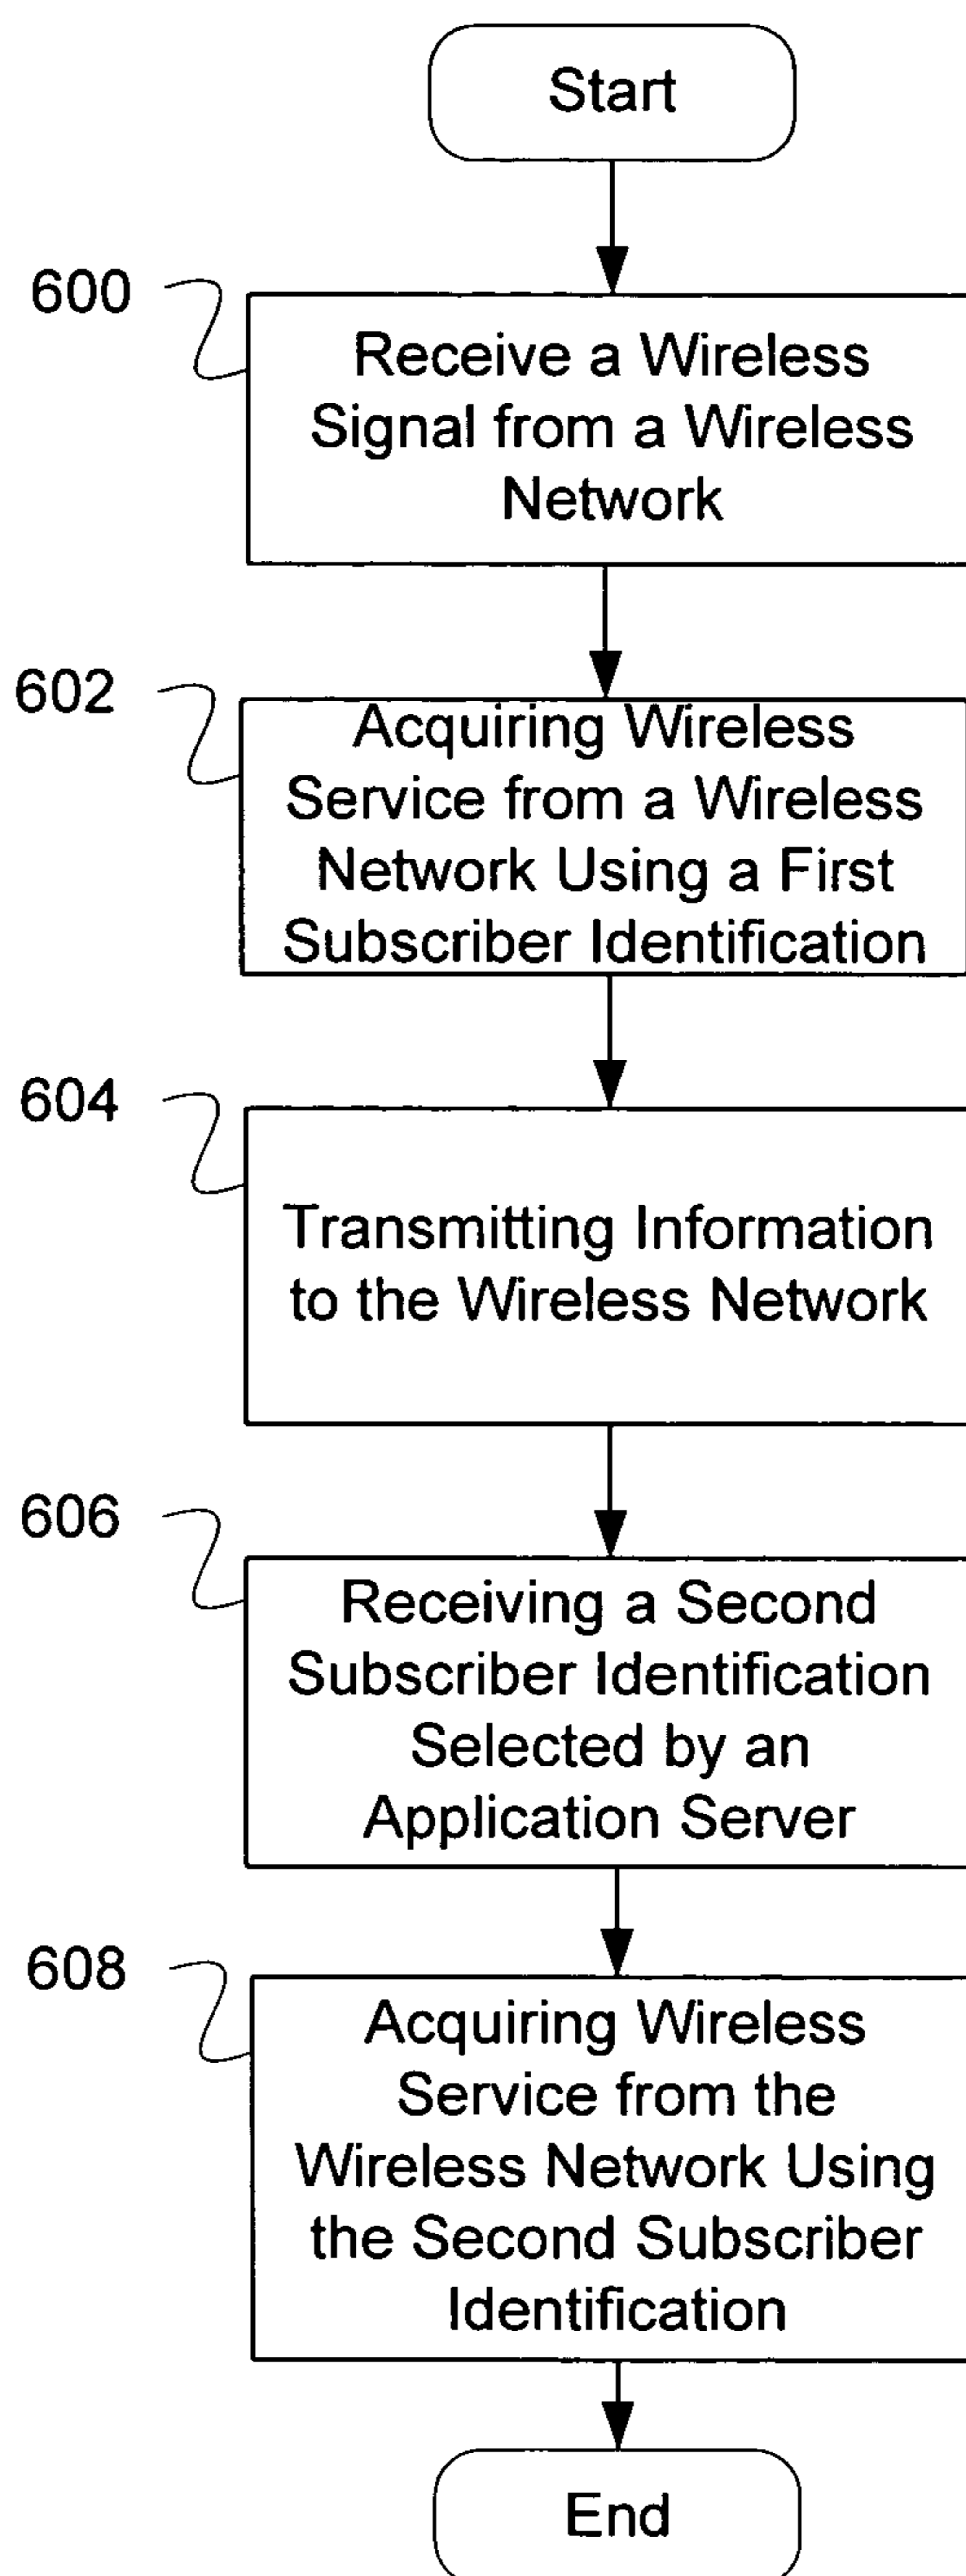 Start
600
Receive a Wireless
Signal from a Wireless
Network
602
Acquiring Wireless
Service from a Wireless
Network Using a First
Subscriber Identification
604
Transmitting Information
to the Wireless Network
606
Receiving a Second
Subscriber Identification
Selected by an
Application Server
608
Acquiring Wireless
Service from the
Wireless Network Using
the Second Subscriber
Identification
End